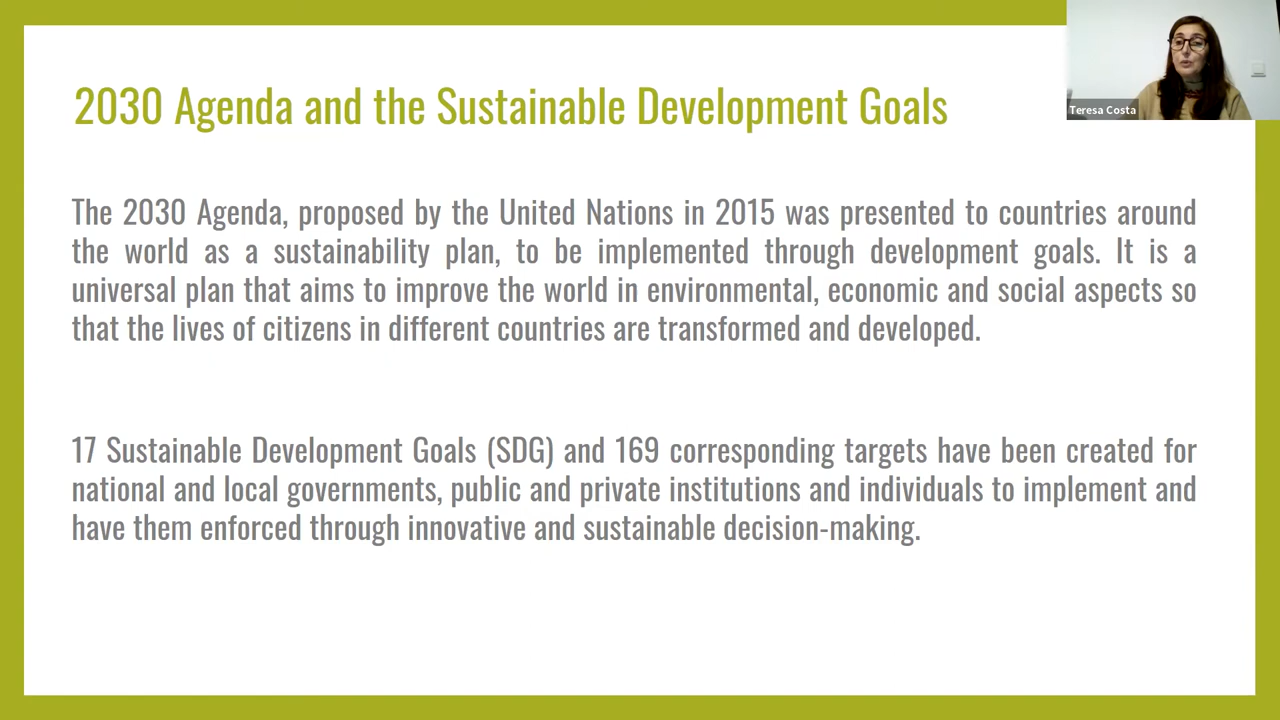 2030 Agenda and the Sustainable Development Goals
Teresa Costa
The 2030 Agenda, proposed by the United Nations in 2015 was presented to countries around
the world as a sustainability plan, to be implemented through development goals. It is a
universal plan that aims to improve the world in environmental, economic and social aspects so
that the lives of citizens in different countries are transformed and developed.
17 Sustainable Development Goals (SDG) and 169 corresponding targets have been created for
national and local governments, public and private institutions and individuals to implement and
have them enforced through innovative and sustainable decision-making.